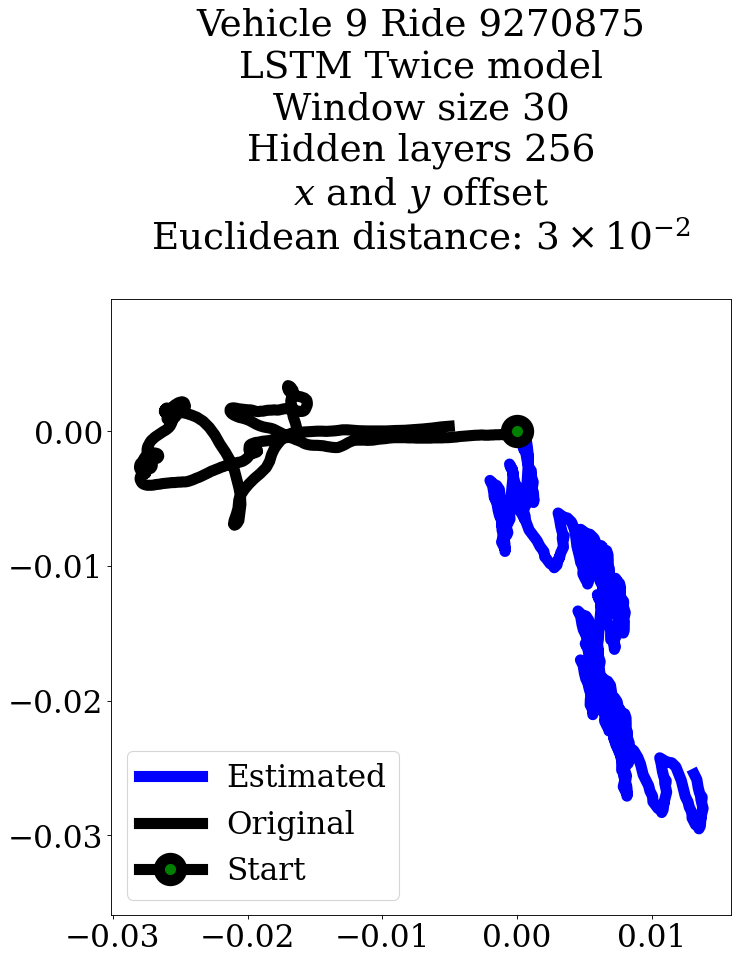 Vehicle 9 Ride 9270875
LSTM Twice model
Window size 30
Hidden layers 256
x and y offset
Euclidean distance: 3 × 10⁻²
0.00
−0.01
−0.02
−0.03
Estimated
Original
Start
−0.03 −0.02 −0.01 0.00 0.01